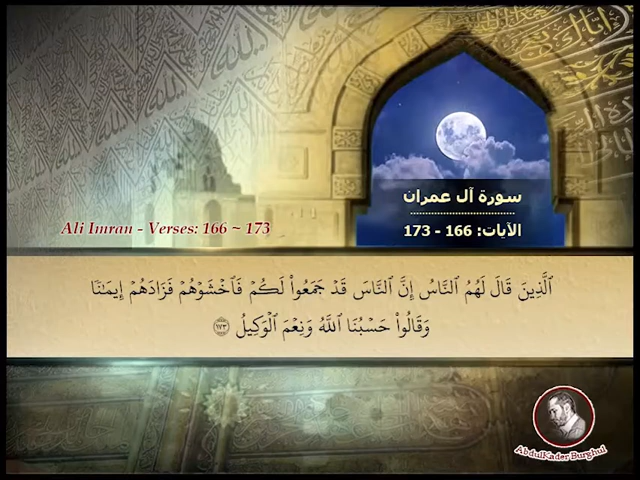 سورة آل عمران
Ali Imran - Verses: 166 ~ 173
الآيات: 166 - 173
ٱلَّذِينَ قَالَ لَهُمُ ٱلنَّاسُ إِنَّ ٱلنَّاسَ قَدْ جَمَعُوا۟ لَكُمْ فَٱخْشَوْهُمْ فَزَادَهُمْ إِيمَـٰنًا
وَقَالُوا۟ حَسْبُنَا ٱللَّهُ وَنِعْمَ ٱلْوَكِيلُ ١٧٣
AbdulKader Burghul